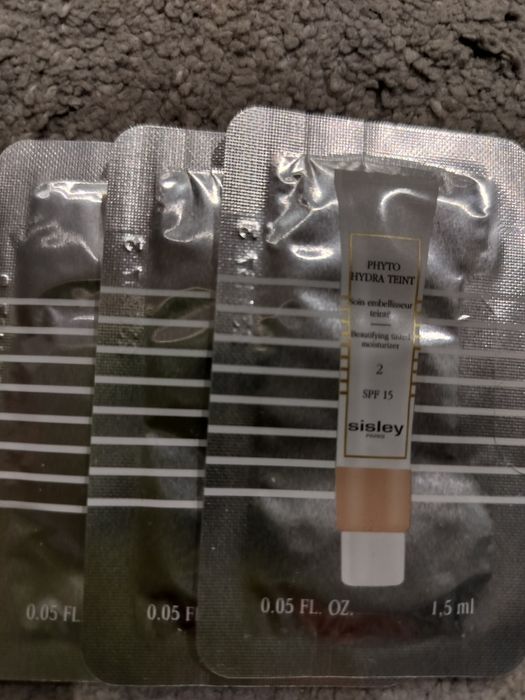 PHYTO
HYDRA TEINT
Soin embellisseur
teinté
Beautifying tinted
moisturizer
2
SPF 15
sisley
PARIS
0.05 FL
0.05 F
0.05 FL. OZ. 1,5 ml